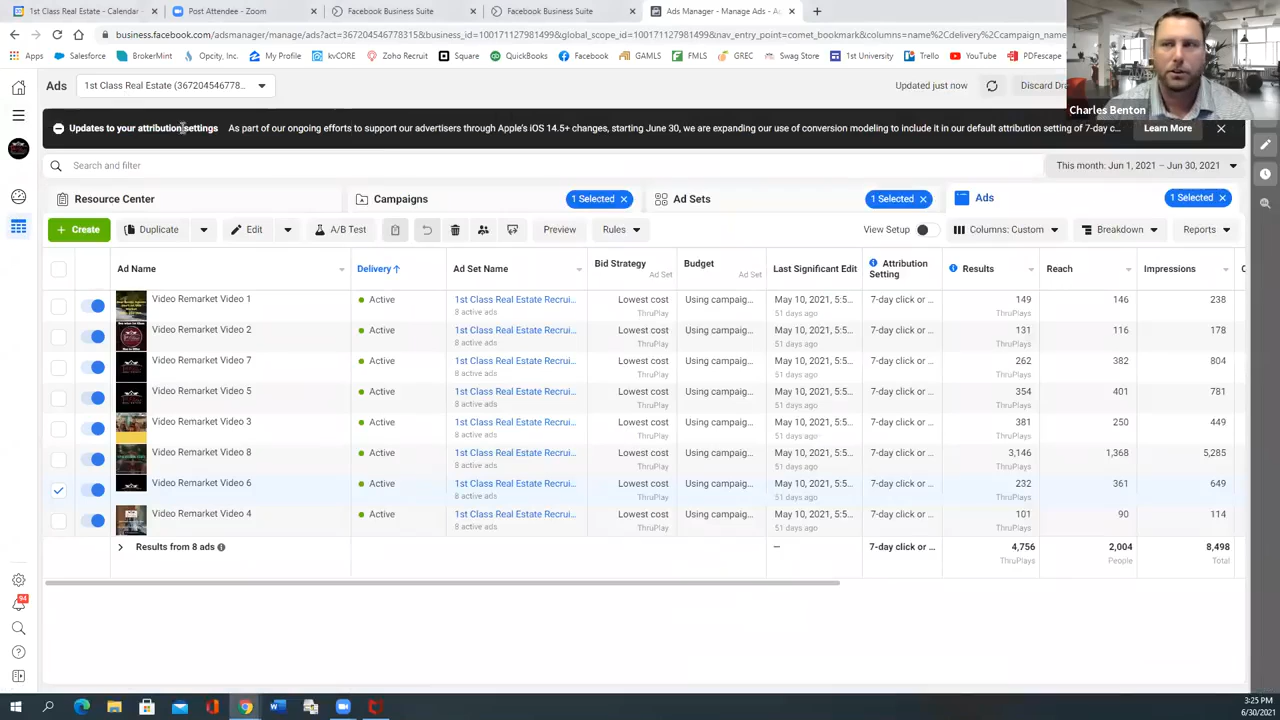 1st Class Real Estate - Calendar
Post Attendee - Zoom
Facebook Business Suite
Facebook Business Suite
Ads Manager - Manage Ads - A
business.facebook.com/adsmanager/manage/ads?act=367204546778315&business_id=100171127981499&global_scope_id=100171127981499&nav_entry_point=comet_bookmark&columns=name%2Cdelivery%2Ccampaign_name
Apps Salesforce BrokerMint Opcity, Inc. My Profile kvCORE Zoho Recruit Square QuickBooks Facebook GAMLS FMLS GREC Swag Store 1st University Trello YouTube PDFescape
Charles Benton
Ads 1st Class Real Estate (367204546778... Updated just now Discard Dr
Updates to your attribution settings As part of our ongoing efforts to support our advertisers through Apple's iOS 14.5+ changes, starting June 30, we are expanding our use of conversion modeling to include it in our default attribution setting of 7-day c... Learn More
Search and filter This month: Jun 1, 2021 – Jun 30, 2021
Resource Center Campaigns 1 Selected Ad Sets 1 Selected Ads 1 Selected
+ Create Duplicate Edit A/B Test Preview Rules View Setup Columns: Custom Breakdown Reports
Ad Name Delivery ↑ Ad Set Name Bid Strategy Ad Set Budget Ad Set Last Significant Edit Attribution Setting Results Reach Impressions C
Video Remarket Video 1 Active 1st Class Real Estate Recrui... Lowest cost Using campaig... May 10, 2021, 5:5... 7-day click or ... 149 146 238
8 active ads ThruPlay 51 days ago ThruPlays
Video Remarket Video 2 Active 1st Class Real Estate Recrui... Lowest cost Using campaig... May 10, 2021, 5:5... 7-day click or ... 131 116 178
8 active ads ThruPlay 51 days ago ThruPlays
Video Remarket Video 7 Active 1st Class Real Estate Recrui... Lowest cost Using campaig... May 10, 2021, 5:5... 7-day click or ... 262 382 804
8 active ads ThruPlay 51 days ago ThruPlays
Video Remarket Video 5 Active 1st Class Real Estate Recrui... Lowest cost Using campaig... May 10, 2021, 5:5... 7-day click or ... 354 401 781
8 active ads ThruPlay 51 days ago ThruPlays
Video Remarket Video 3 Active 1st Class Real Estate Recrui... Lowest cost Using campaig... May 10, 2021, 5:5... 7-day click or ... 381 250 449
8 active ads ThruPlay 51 days ago ThruPlays
Video Remarket Video 8 Active 1st Class Real Estate Recrui... Lowest cost Using campaig... May 10, 2021, 5:5... 7-day click or ... 3,146 1,368 5,285
8 active ads ThruPlay 51 days ago ThruPlays
Video Remarket Video 6 Active 1st Class Real Estate Recrui... Lowest cost Using campaig... May 10, 2021, 5:5... 7-day click or ... 232 361 649
8 active ads ThruPlay 51 days ago ThruPlays
Video Remarket Video 4 Active 1st Class Real Estate Recrui... Lowest cost Using campaig... May 10, 2021, 5:5... 7-day click or ... 101 90 114
8 active ads ThruPlay 51 days ago ThruPlays
Results from 8 ads — 7-day click or ... 4,756 2,004 8,498
ThruPlays People Total
94
3:25 PM
6/30/2021